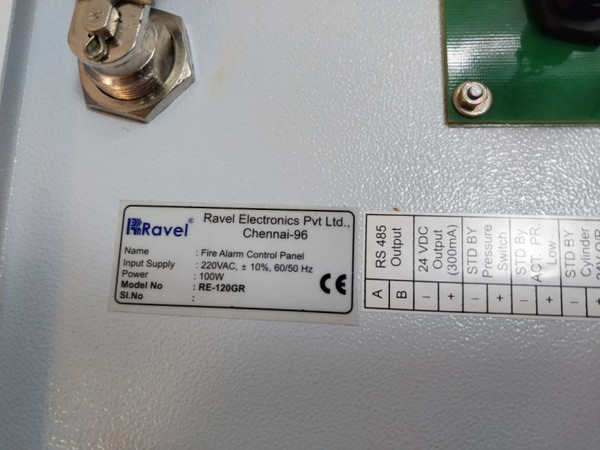 Ravel®
Ravel Electronics Pvt Ltd.,
Chennai-96
Name : Fire Alarm Control Panel
Input Supply : 220VAC, ± 10%, 60/50 Hz
Power : 100W
Model No : RE-120GR
Sl.No :
CE
RS 485
Output
A
B
24 VDC
Output
(300mA)
–
+
STD BY
Pressure
Switch
–
+
STD By
ACT. PR.
Low
–
+
STD BY
Cylinder
24V O/P
–
+